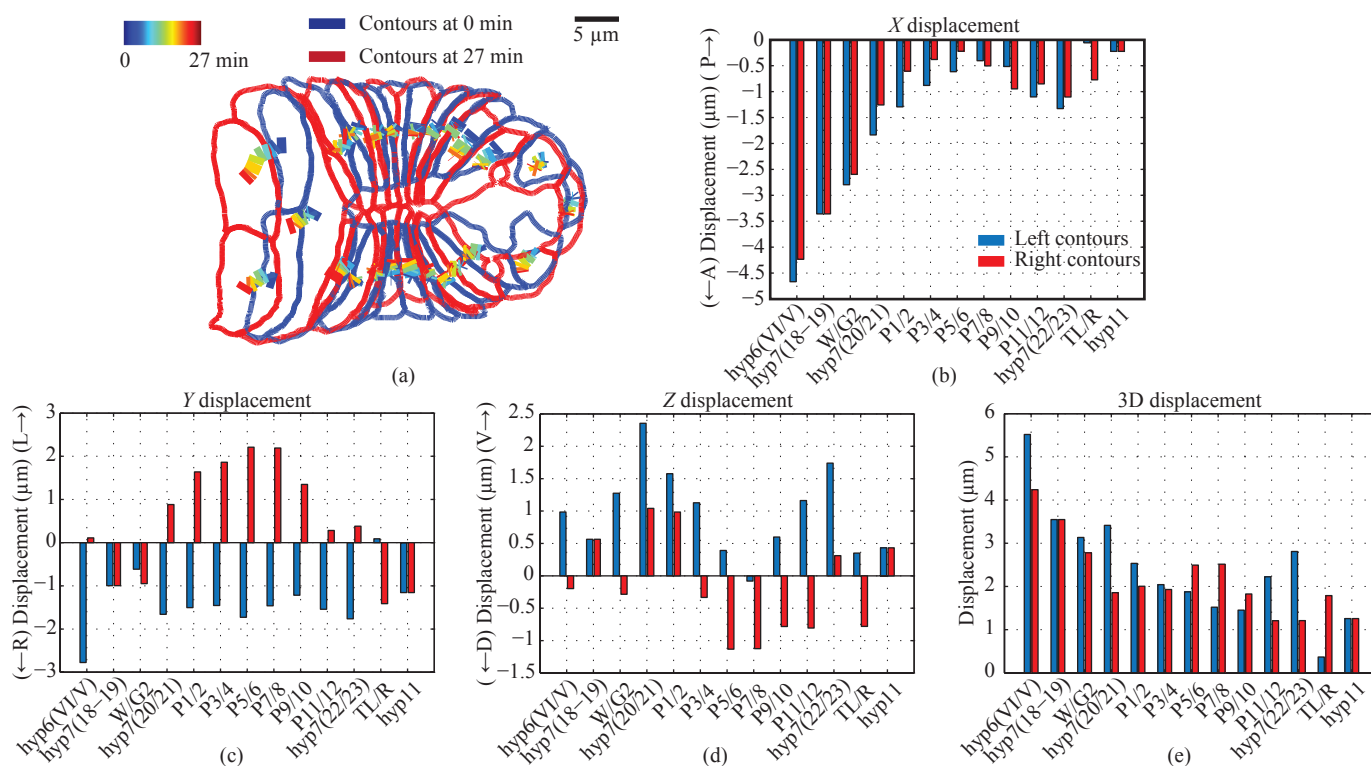 0 27 min
Contours at 0 min
Contours at 27 min
5 µm
(a)
X displacement
(←A) Displacement (µm) ( P→)
0
−0.5
−1
−1.5
−2
−2.5
−3
−3.5
−4
−4.5
−5
Left contours
Right contours
hyp6(VI/V)
hyp7(18−19)
W/G2
hyp7(20/21)
P1/2
P3/4
P5/6
P7/8
P9/10
P11/12
hyp7(22/23)
TL/R
hyp11
(b)
Y displacement
(←R) Displacement (µm) (L→)
3
2
1
0
−1
−2
−3
hyp6(VI/V)
hyp7(18−19)
W/G2
hyp7(20/21)
P1/2
P3/4
P5/6
P7/8
P9/10
P11/12
hyp7(22/23)
TL/R
hyp11
(c)
Z displacement
(←D) Displacement (µm) (V→)
2.5
2
1.5
1
0.5
0
−0.5
−1
−1.5
hyp6(VI/V)
hyp7(18−19)
W/G2
hyp7(20/21)
P1/2
P3/4
P5/6
P7/8
P9/10
P11/12
hyp7(22/23)
TL/R
hyp11
(d)
3D displacement
Displacement (µm)
6
5
4
3
2
1
0
hyp6(VI/V)
hyp7(18−19)
W/G2
hyp7(20/21)
P1/2
P3/4
P5/6
P7/8
P9/10
P11/12
hyp7(22/23)
TL/R
hyp11
(e)